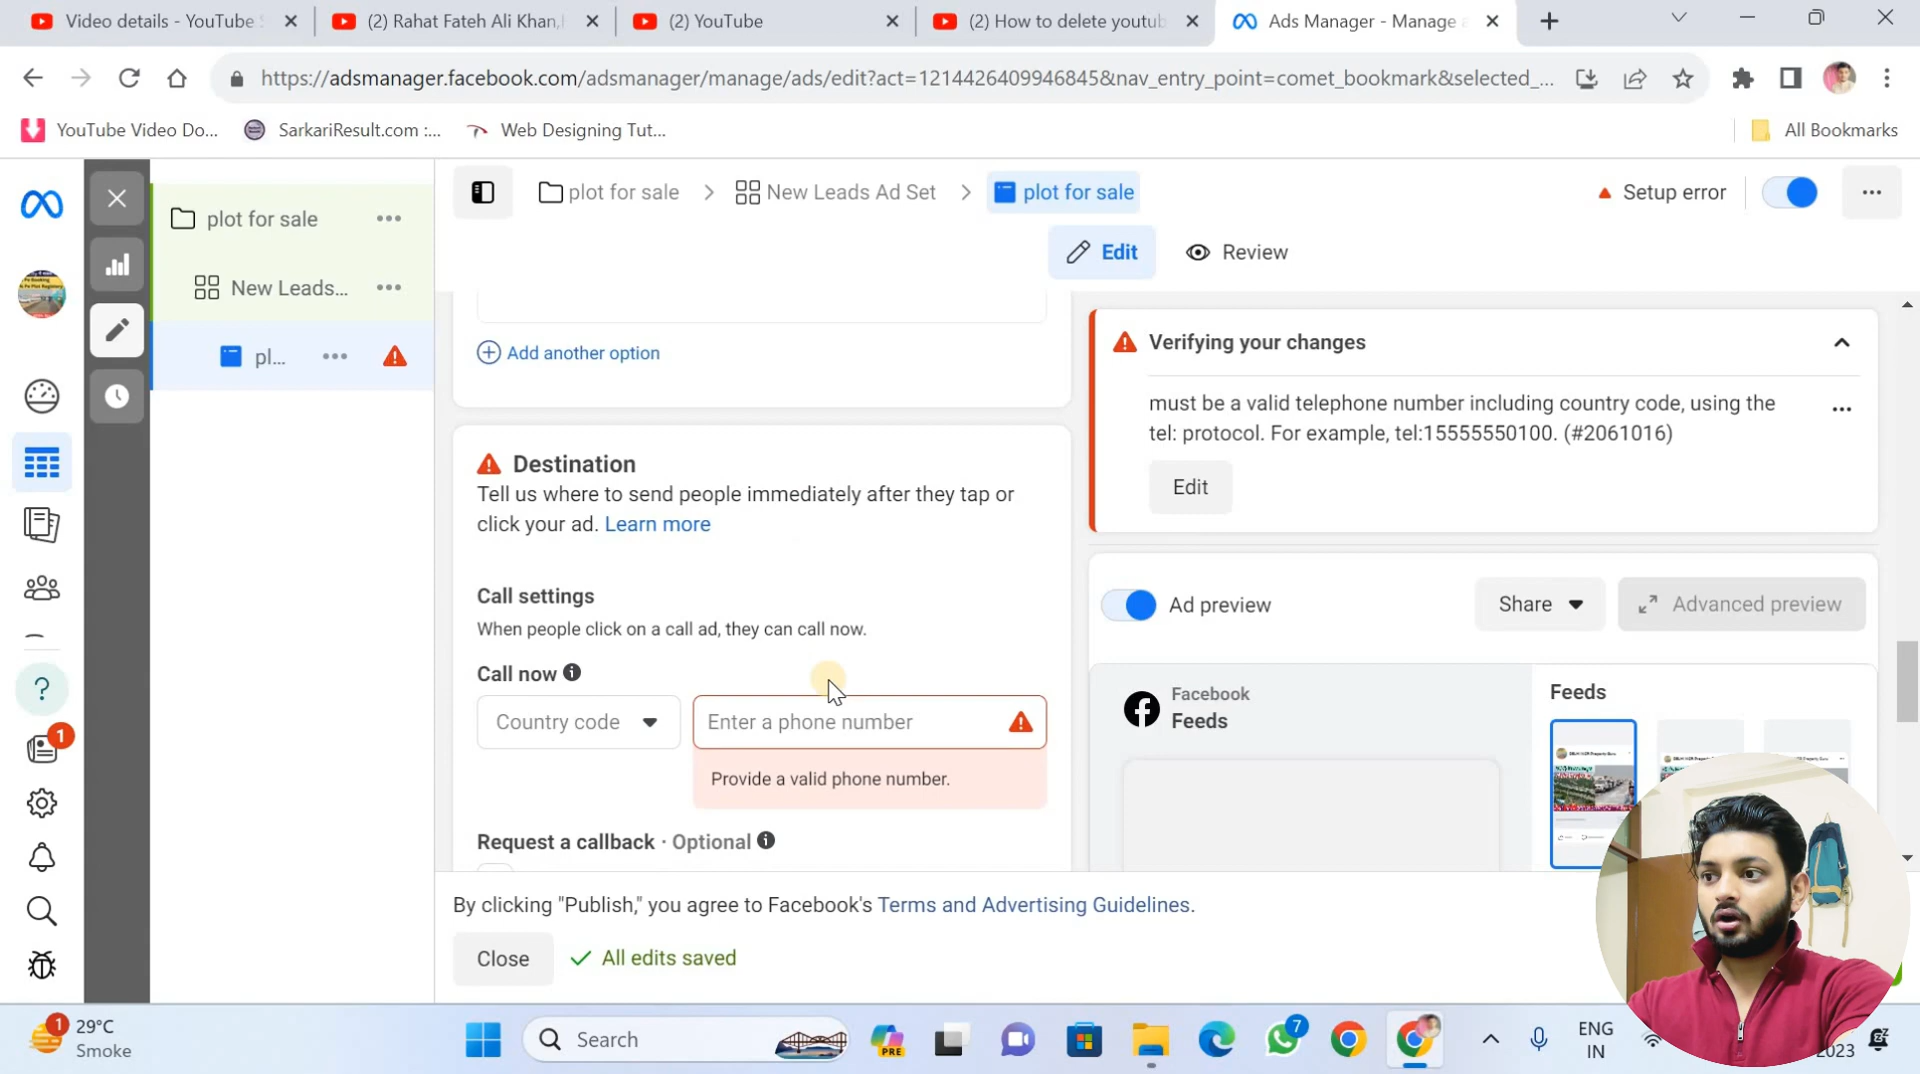 Video details - YouTube S
(2) Rahat Fateh Ali Khan,
(2) YouTube
(2) How to delete youtub
Ads Manager - Manage a
https://adsmanager.facebook.com/adsmanager/manage/ads/edit?act=1214426409946845&nav_entry_point=comet_bookmark&selected_...
YouTube Video Do...
SarkariResult.com :...
Web Designing Tut...
All Bookmarks
plot for sale
New Leads...
pl...
plot for sale > New Leads Ad Set > plot for sale
Setup error
Edit
Review
Add another option
Destination
Tell us where to send people immediately after they tap or
click your ad. Learn more
Call settings
When people click on a call ad, they can call now.
Call now
Country code
Enter a phone number
Provide a valid phone number.
Request a callback · Optional
Verifying your changes
must be a valid telephone number including country code, using the
tel: protocol. For example, tel:15555550100. (#2061016)
Edit
Ad preview
Share
Advanced preview
Facebook
Feeds
Feeds
By clicking "Publish," you agree to Facebook's Terms and Advertising Guidelines.
Close
All edits saved
?
1
1
29°C
Smoke
Search
PRE
7
ENG
IN
2023